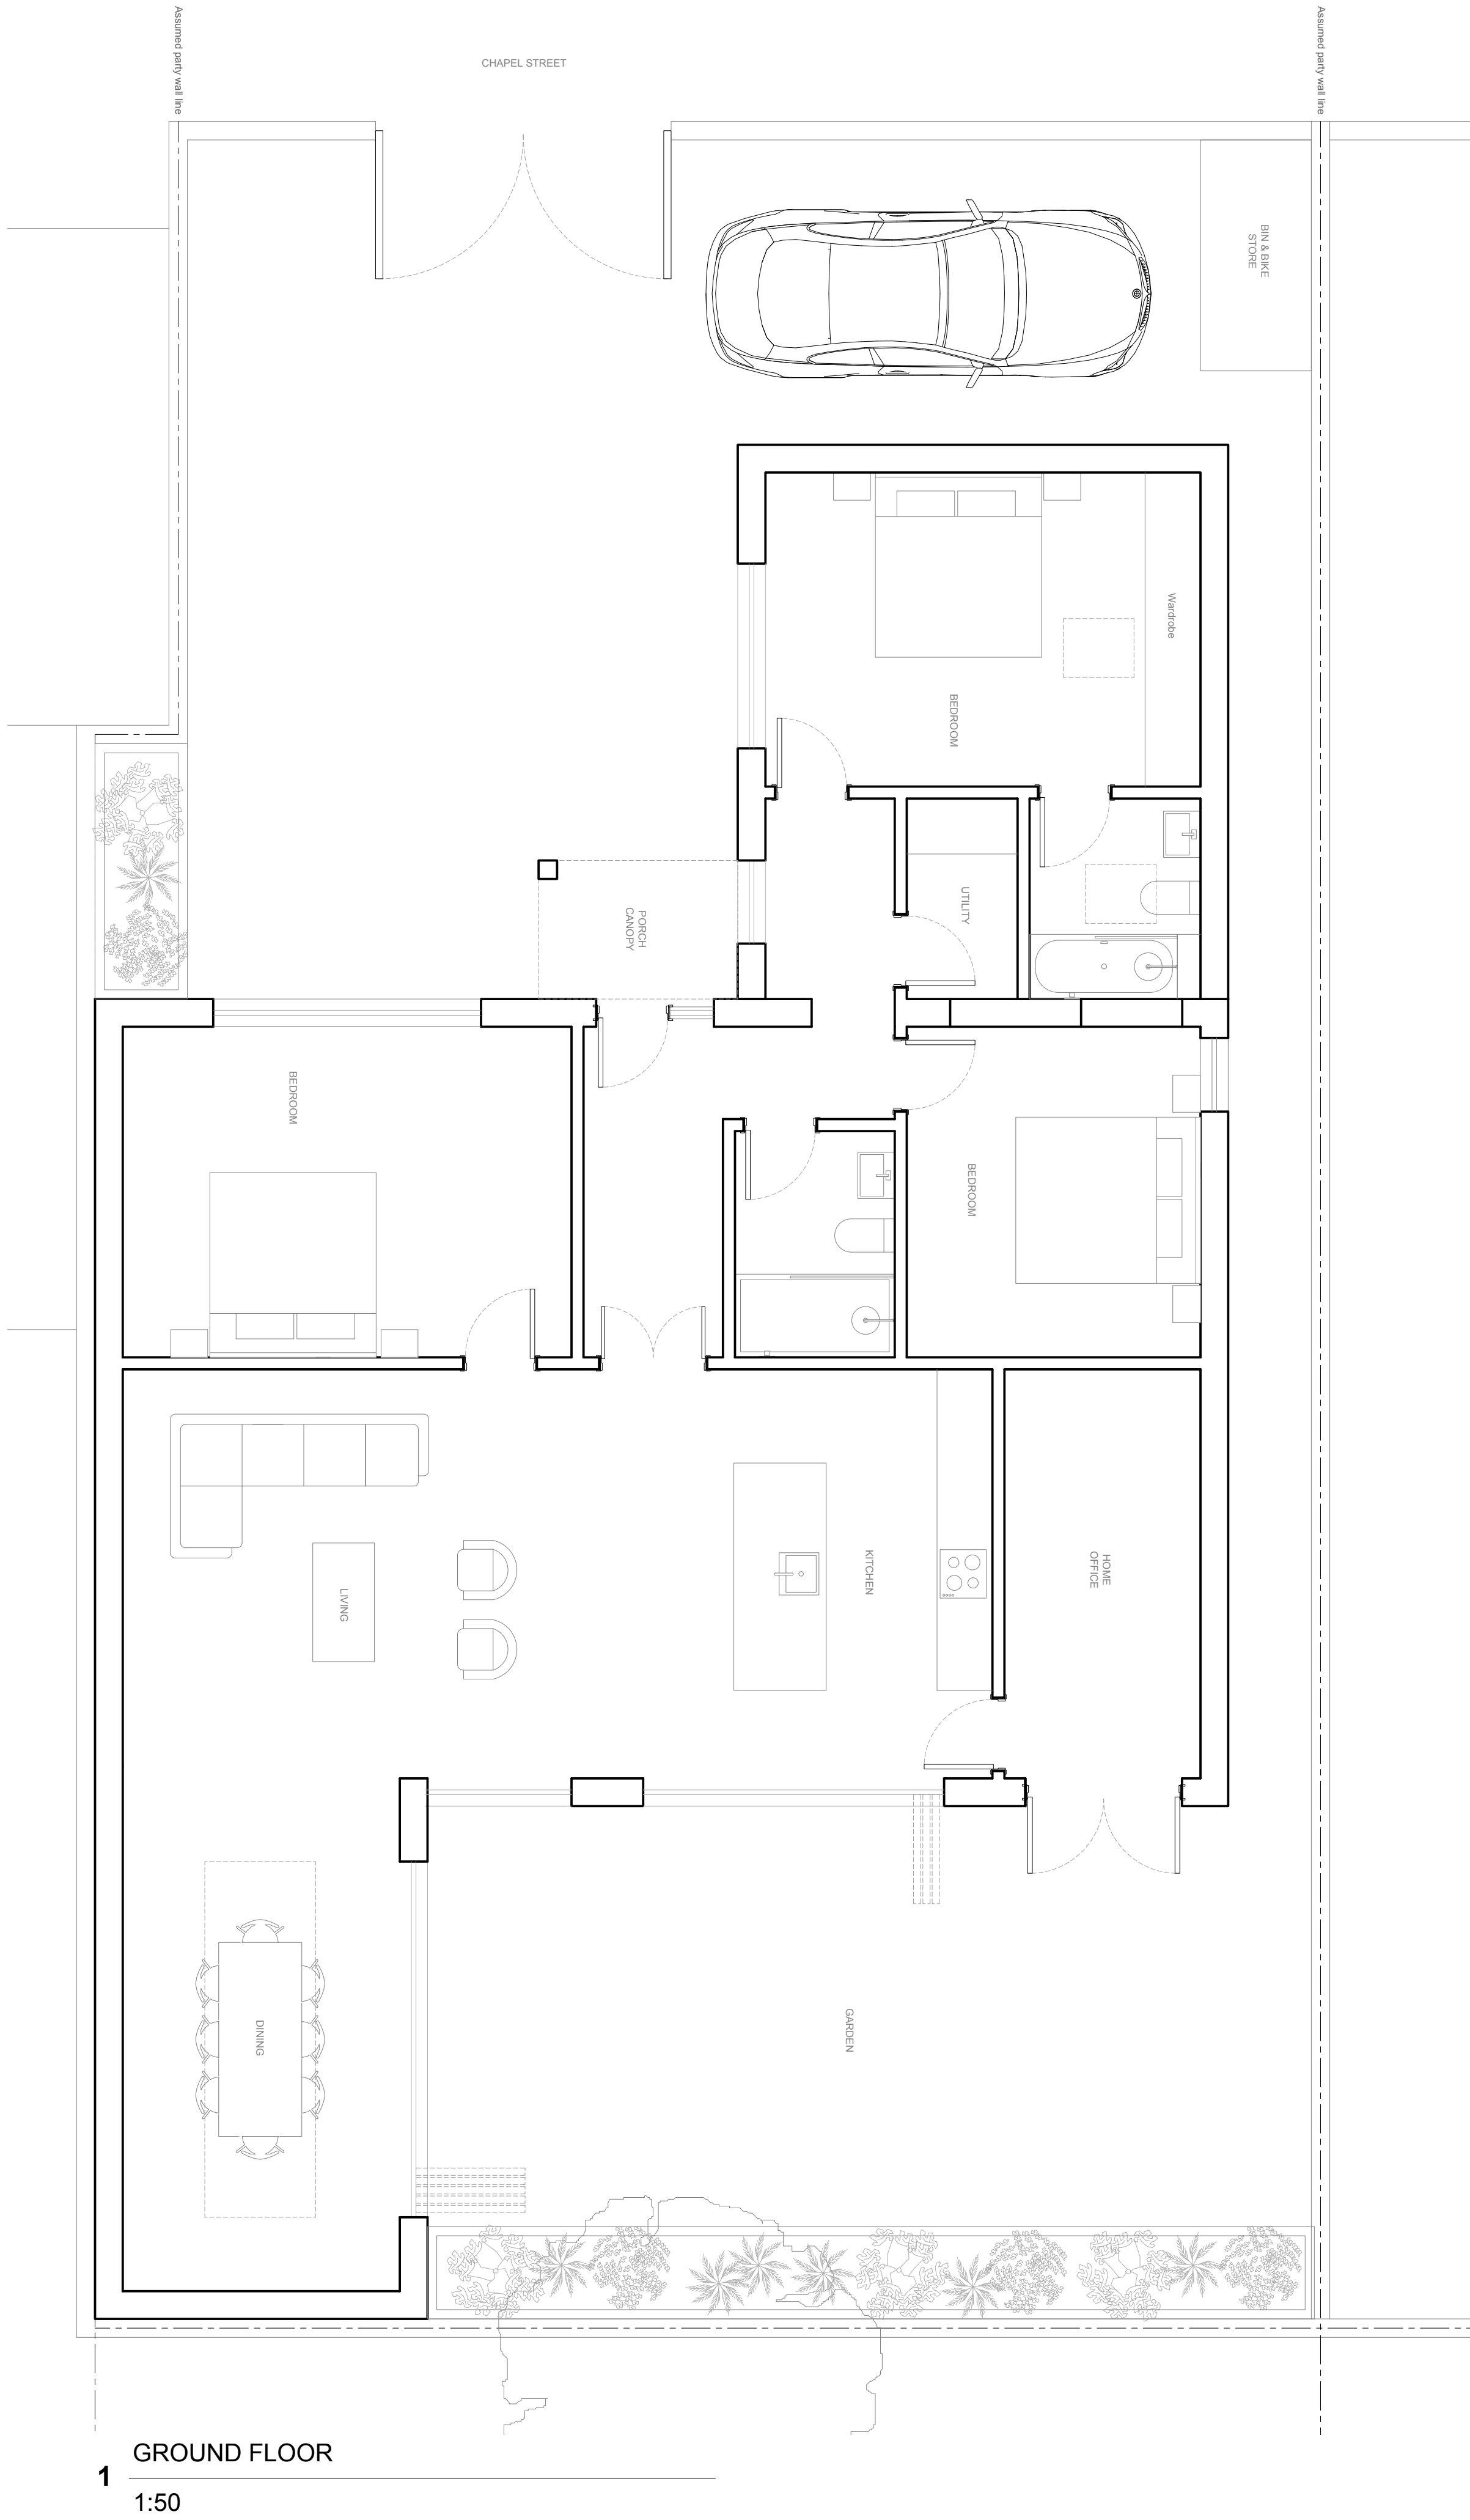 Assumed party wall line
Assumed party wall line
CHAPEL STREET
BIN & BIKE
STORE
Wardrobe
BEDROOM
UTILITY
PORCH
CANOPY
BEDROOM
BEDROOM
KITCHEN
HOME
OFFICE
LIVING
DINING
GARDEN
GROUND FLOOR
1
1:50